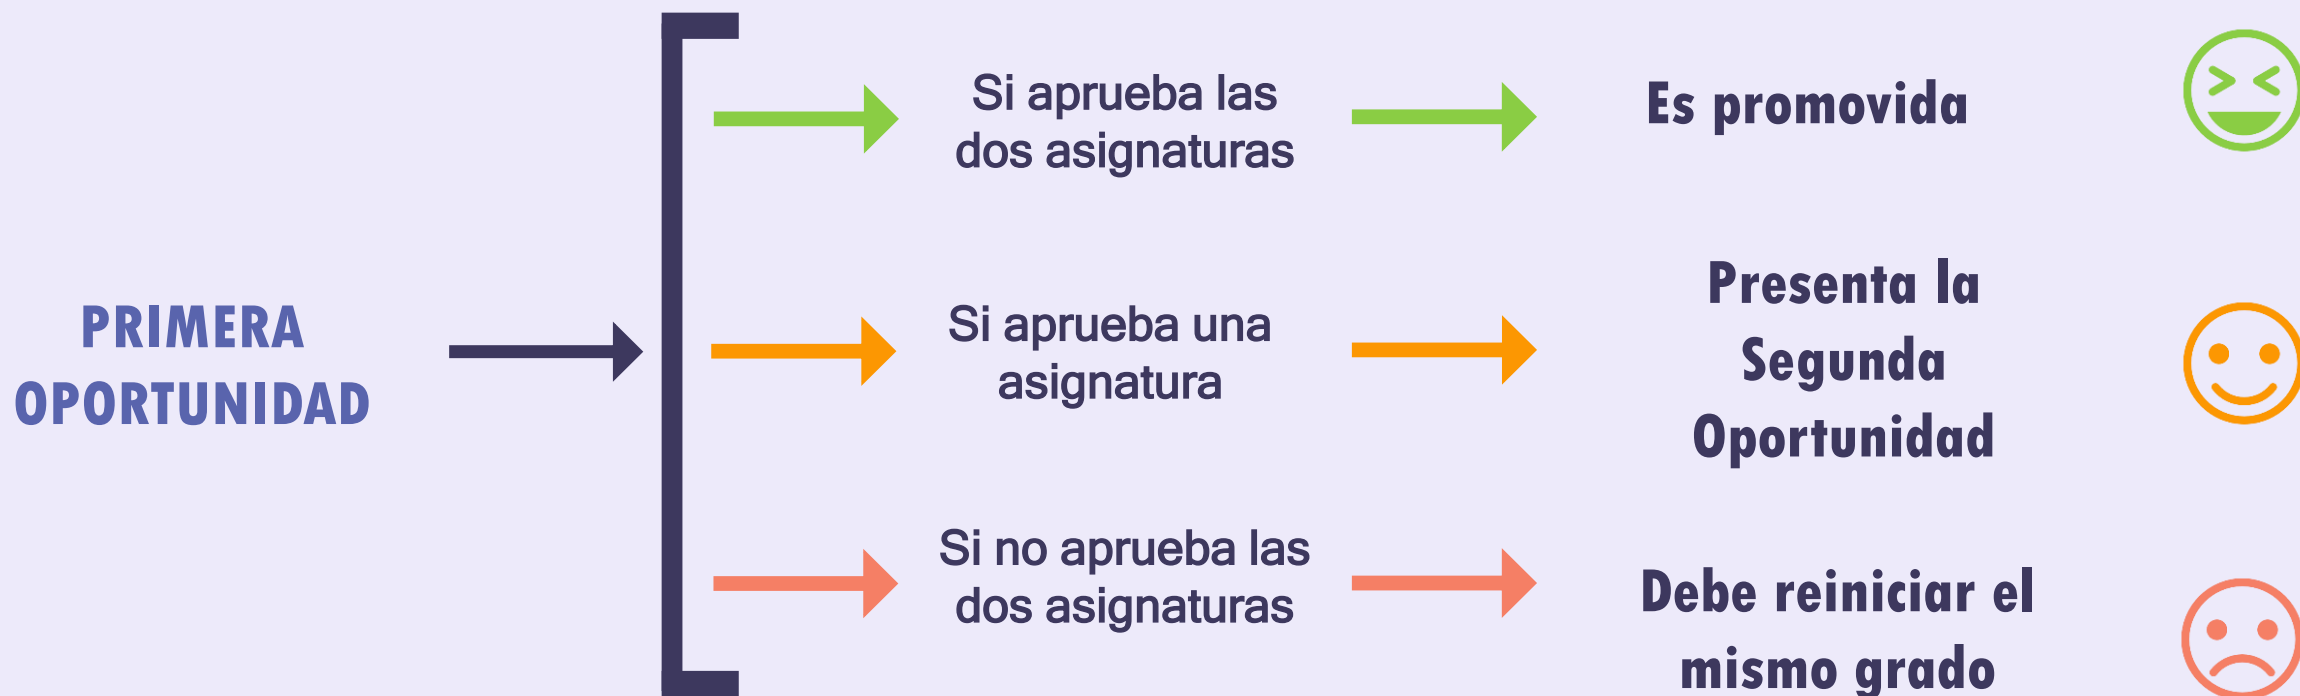 PRIMERA
OPORTUNIDAD
Si aprueba las
dos asignaturas
Es promovida
Si aprueba una
asignatura
Presenta la
Segunda
Oportunidad
Si no aprueba las
dos asignaturas
Debe reiniciar el
mismo grado